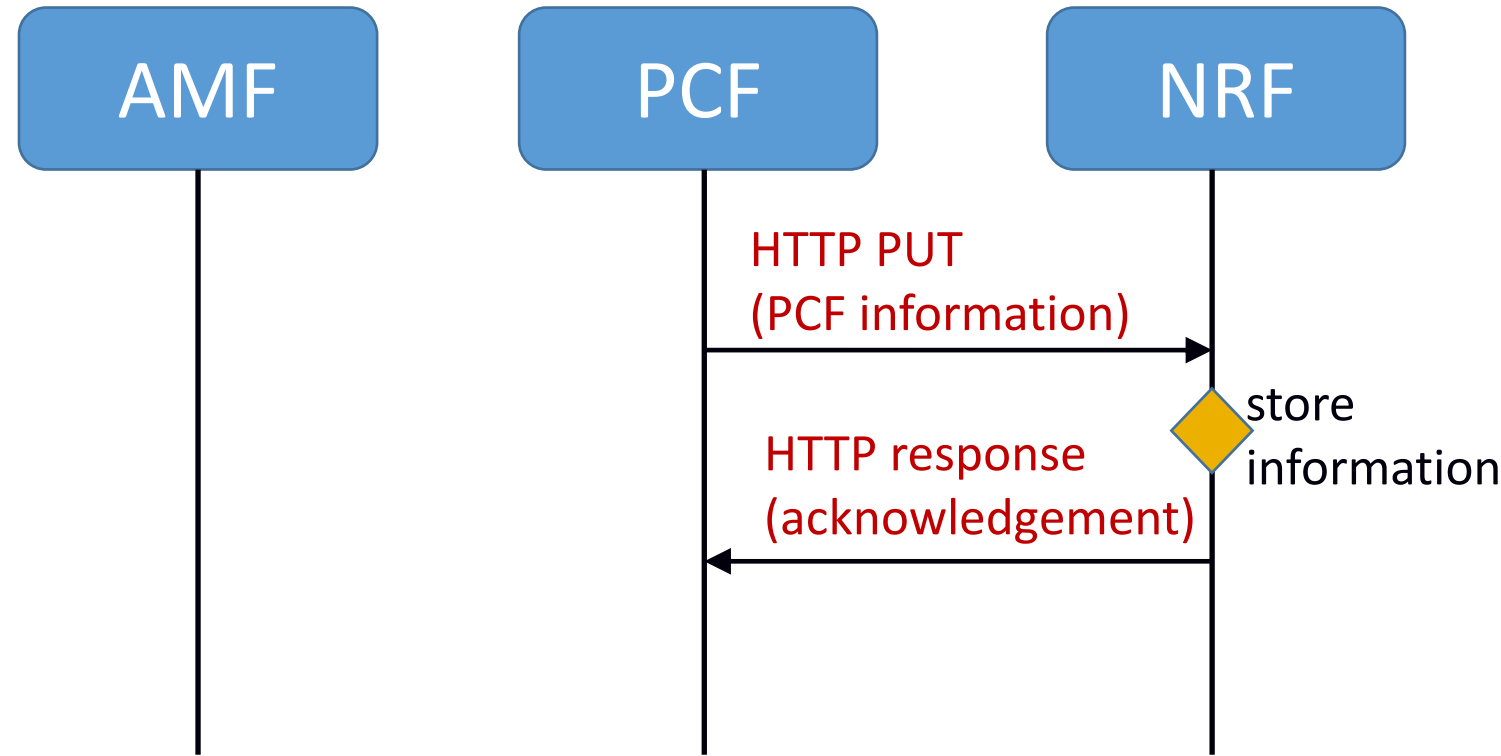 AMF
PCF
NRF
HTTP PUT
(PCF information)
store
information
HTTP response
(acknowledgement)